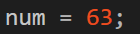 num = 63;